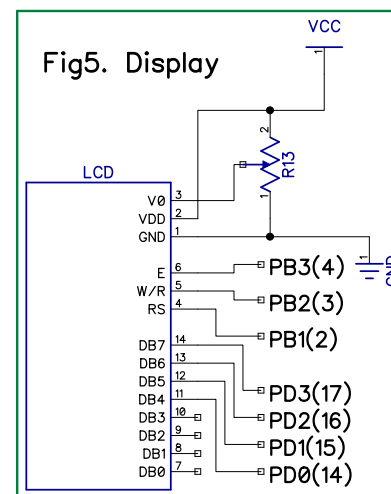 VCC
1
Fig5. Display
2
R13
1
LCD
V0 3
VDD 2
GND 1
1
GND
E 6
PB3(4)
W/R 5
PB2(3)
RS 4
PB1(2)
DB7 14
DB6 13
DB5 12
DB4 11
PD3(17)
DB3 10
PD2(16)
DB2 9
PD1(15)
DB1 8
DB0 7
PD0(14)